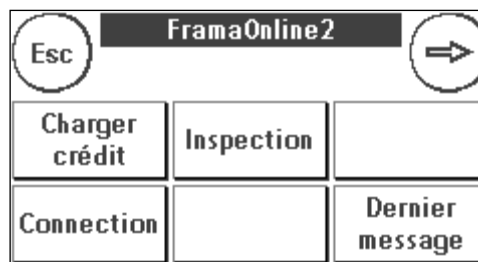 FramaOnline2
Esc
Charger
crédit
Inspection
Connection
Dernier
message